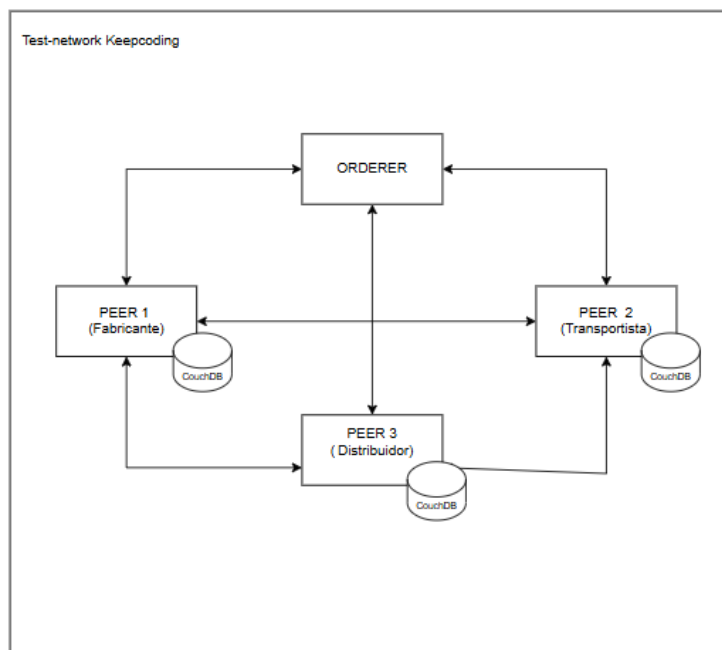 Test-network Keepcoding
ORDERER
PEER 1
(Fabricante)
CouchDB
PEER  2
(Transportista)
CouchDB
PEER 3
( Distribuidor)
CouchDB